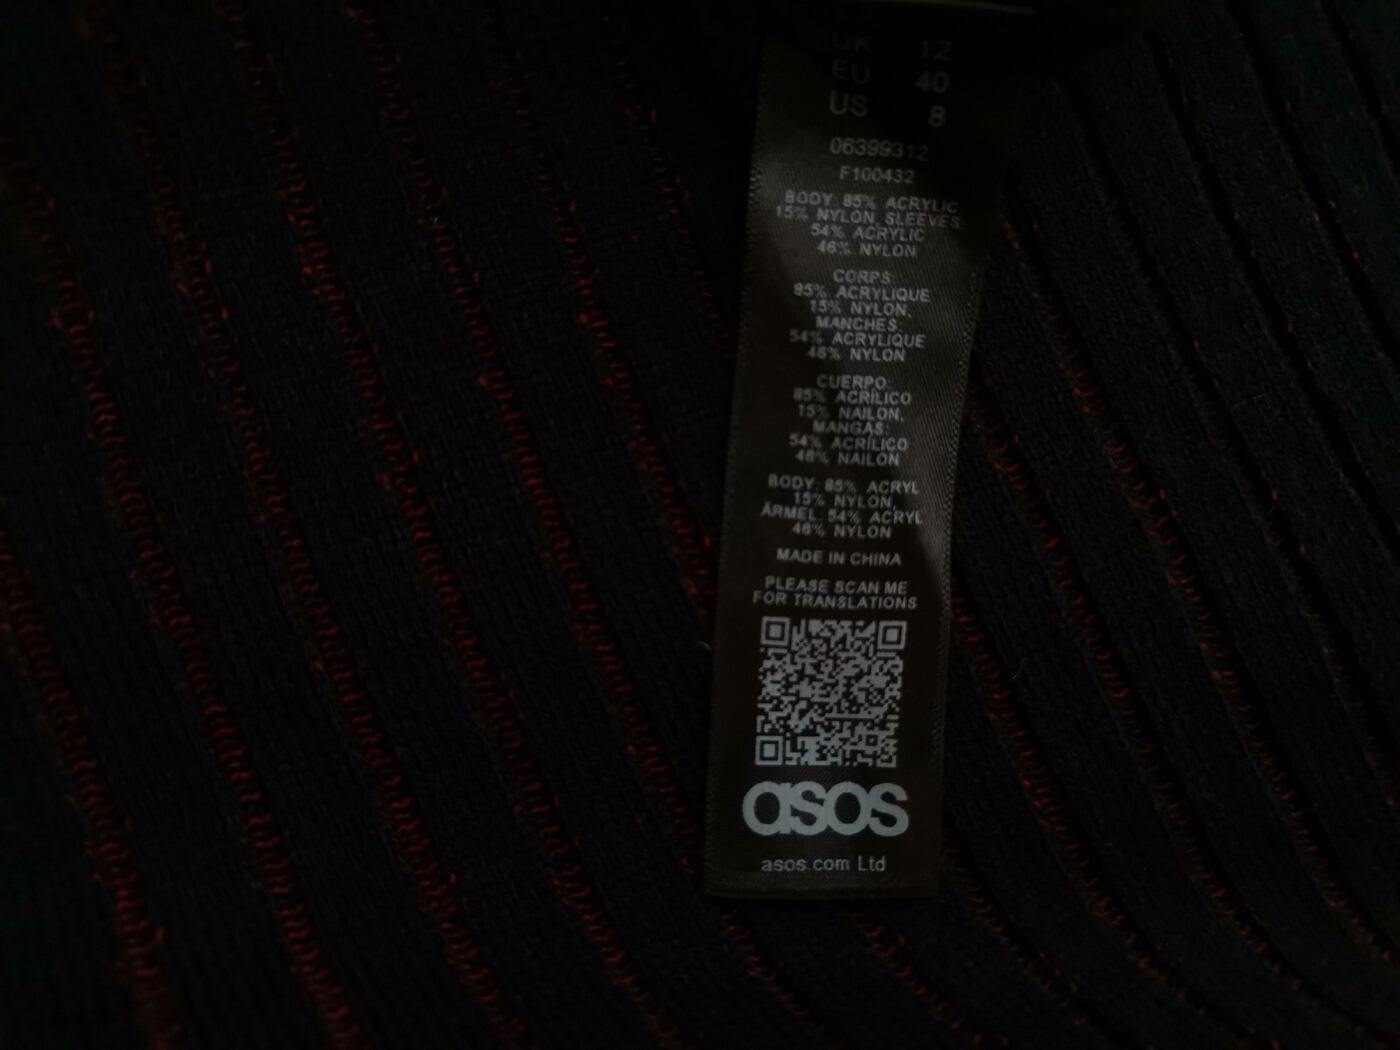 UK 12
EU 40
US 8
06399312
F100432
BODY: 85% ACRYLIC
15% NYLON, SLEEVES:
54% ACRYLIC
46% NYLON
CORPS:
85% ACRYLIQUE
15% NYLON,
MANCHES:
54% ACRYLIQUE
46% NYLON
CUERPO:
85% ACRÍLICO
15% NAILON,
MANGAS:
54% ACRÍLICO
46% NAILON
BODY: 85% ACRYL
15% NYLON,
ÄRMEL: 54% ACRYL
46% NYLON
MADE IN CHINA
PLEASE SCAN ME
FOR TRANSLATIONS
asos
asos.com Ltd